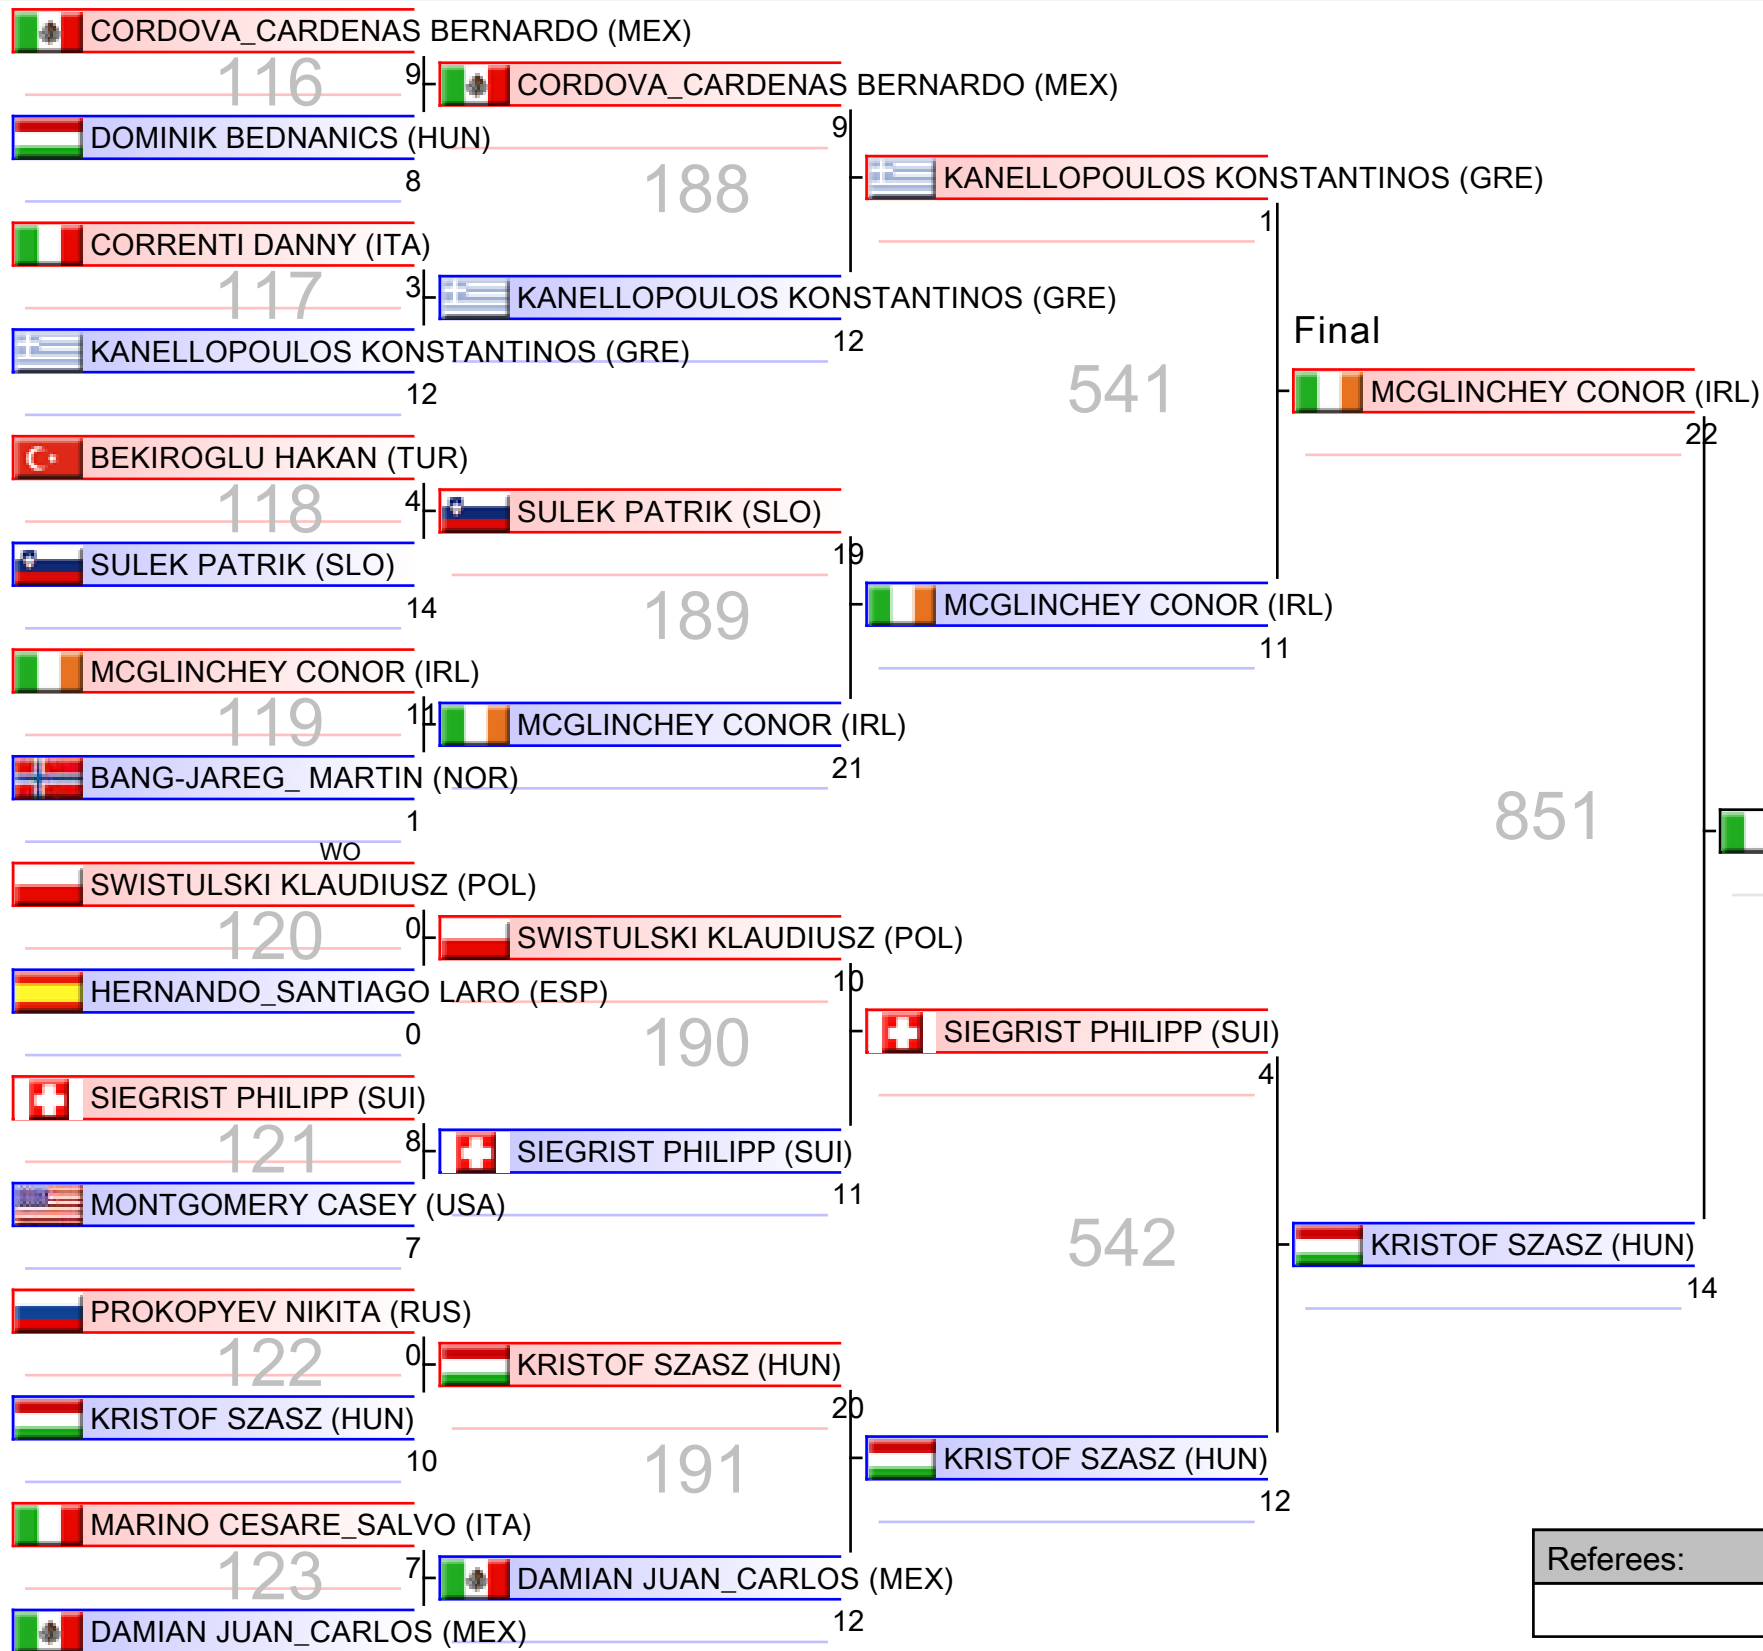 CORDOVA_CARDENAS BERNARDO (MEX)
116
9
CORDOVA_CARDENAS BERNARDO (MEX)
DOMINIK BEDNANICS (HUN)
9
8
188
KANELLOPOULOS KONSTANTINOS (GRE)
1
CORRENTI DANNY (ITA)
117
3
KANELLOPOULOS KONSTANTINOS (GRE)
12
KANELLOPOULOS KONSTANTINOS (GRE)
12
541
Final
MCGLINCHEY CONOR (IRL)
22
BEKIROGLU HAKAN (TUR)
118
4
SULEK PATRIK (SLO)
19
SULEK PATRIK (SLO)
14
189
MCGLINCHEY CONOR (IRL)
11
MCGLINCHEY CONOR (IRL)
119
11
MCGLINCHEY CONOR (IRL)
21
BANG-JAREG_ MARTIN (NOR)
1
851
WO
SWISTULSKI KLAUDIUSZ (POL)
120
0
SWISTULSKI KLAUDIUSZ (POL)
10
HERNANDO_SANTIAGO LARO (ESP)
0
190
SIEGRIST PHILIPP (SUI)
4
SIEGRIST PHILIPP (SUI)
121
8
SIEGRIST PHILIPP (SUI)
11
MONTGOMERY CASEY (USA)
7
542
KRISTOF SZASZ (HUN)
14
PROKOPYEV NIKITA (RUS)
122
0
KRISTOF SZASZ (HUN)
20
KRISTOF SZASZ (HUN)
10
191
KRISTOF SZASZ (HUN)
12
MARINO CESARE_SALVO (ITA)
123
7
DAMIAN JUAN_CARLOS (MEX)
12
DAMIAN JUAN_CARLOS (MEX)
Referees: